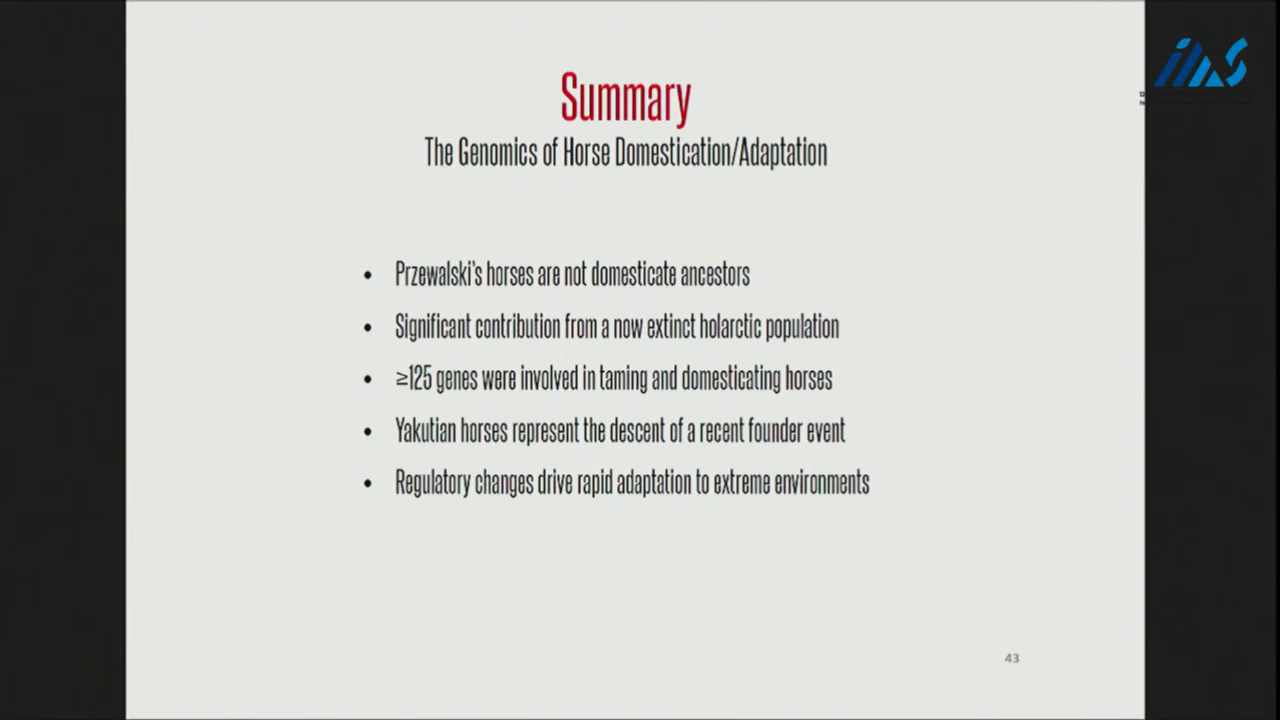 Summary
The Genomics of Horse Domestication/Adaptation
• Przewalski's horses are not domesticate ancestors
• Significant contribution from a now extinct holarctic population
• ≥125 genes were involved in taming and domesticating horses
• Yakutian horses represent the descent of a recent founder event
• Regulatory changes drive rapid adaptation to extreme environments
43